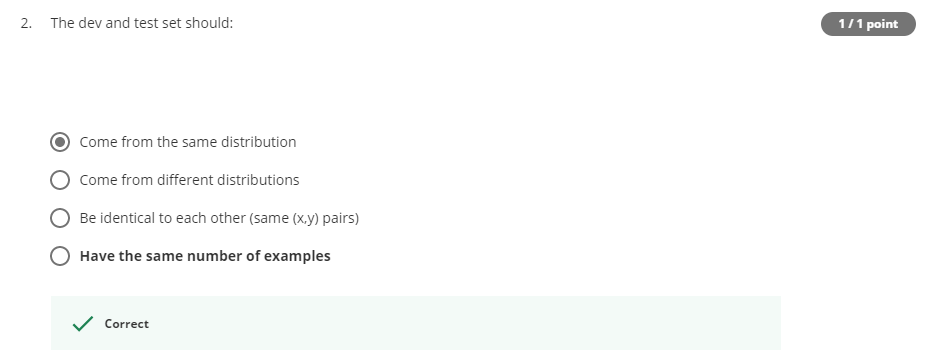 2. The dev and test set should:
1 / 1 point
Come from the same distribution
Come from different distributions
Be identical to each other (same (x,y) pairs)
Have the same number of examples
Correct